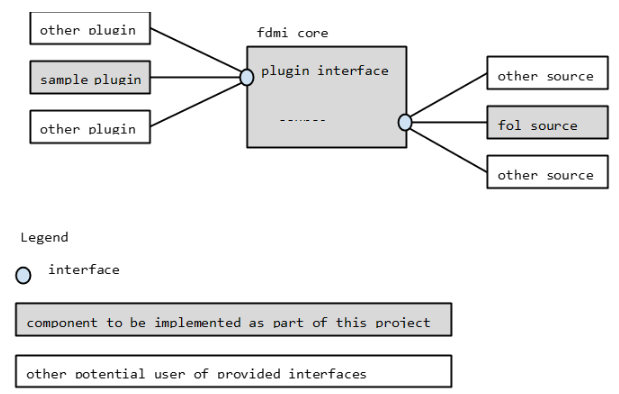 other plugin
fdmi core
sample plugin
plugin interface
other plugin
other source
fol source
other source
Legend
interface
component to be implemented as part of this project
other potential user of provided interfaces